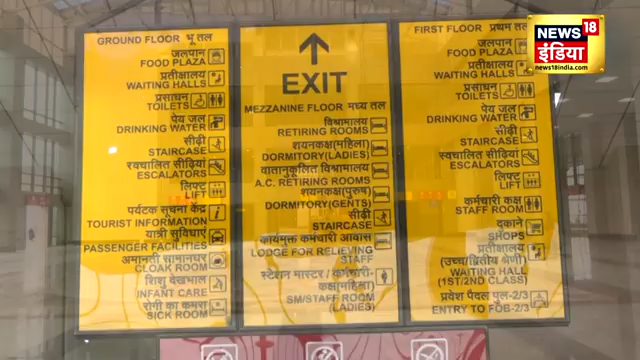 GROUND FLOOR भू तल
जलपान
FOOD PLAZA
प्रतीक्षालय
WAITING HALLS
प्रसाधन
TOILETS
पेय जल
DRINKING WATER
सीढ़ी
STAIRCASE
स्वचालित सीढ़ियां
ESCALATORS
लिफ्ट
LIFT
पर्यटक सूचना केंद्र
TOURIST INFORMATION
यात्री सुविधाएं
PASSENGER FACILITIES
अमानती सामानघर
CLOAK ROOM
शिशु देखभाल
INFANT CARE
रोगी का कमरा
SICK ROOM
EXIT
MEZZANINE FLOOR मध्य तल
विश्रामालय
RETIRING ROOMS
शयनकक्ष(महिला)
DORMITORY(LADIES)
वातानुकूलित विश्रामालय
A.C. RETIRING ROOMS
शयनकक्ष(पुरुष)
DORMITORY(GENTS)
सीढ़ी
STAIRCASE
कार्यमुक्त कर्मचारी आवास
LODGE FOR RELIEVING
STAFF
स्टेशन मास्टर / कर्मचारी-
कक्ष(महिला)
SM/STAFF ROOM
(LADIES)
FIRST FLOOR प्रथम तल
जलपान
FOOD PLAZA
प्रतीक्षालय
WAITING HALLS
प्रसाधन
TOILETS
पेय जल
DRINKING WATER
सीढ़ी
STAIRCASE
स्वचालित सीढ़ियां
ESCALATORS
लिफ्ट
LIFT
कर्मचारी कक्ष
STAFF ROOM
दुकाने
SHOPS
प्रतीक्षालय
(उच्च/द्वितीय श्रेणी)
WAITING HALL
(1ST/2ND CLASS)
प्रवेश पैदल पुल-2/3
ENTRY TO FOB-2/3
NEWS 18
इंडिया
news18india.com